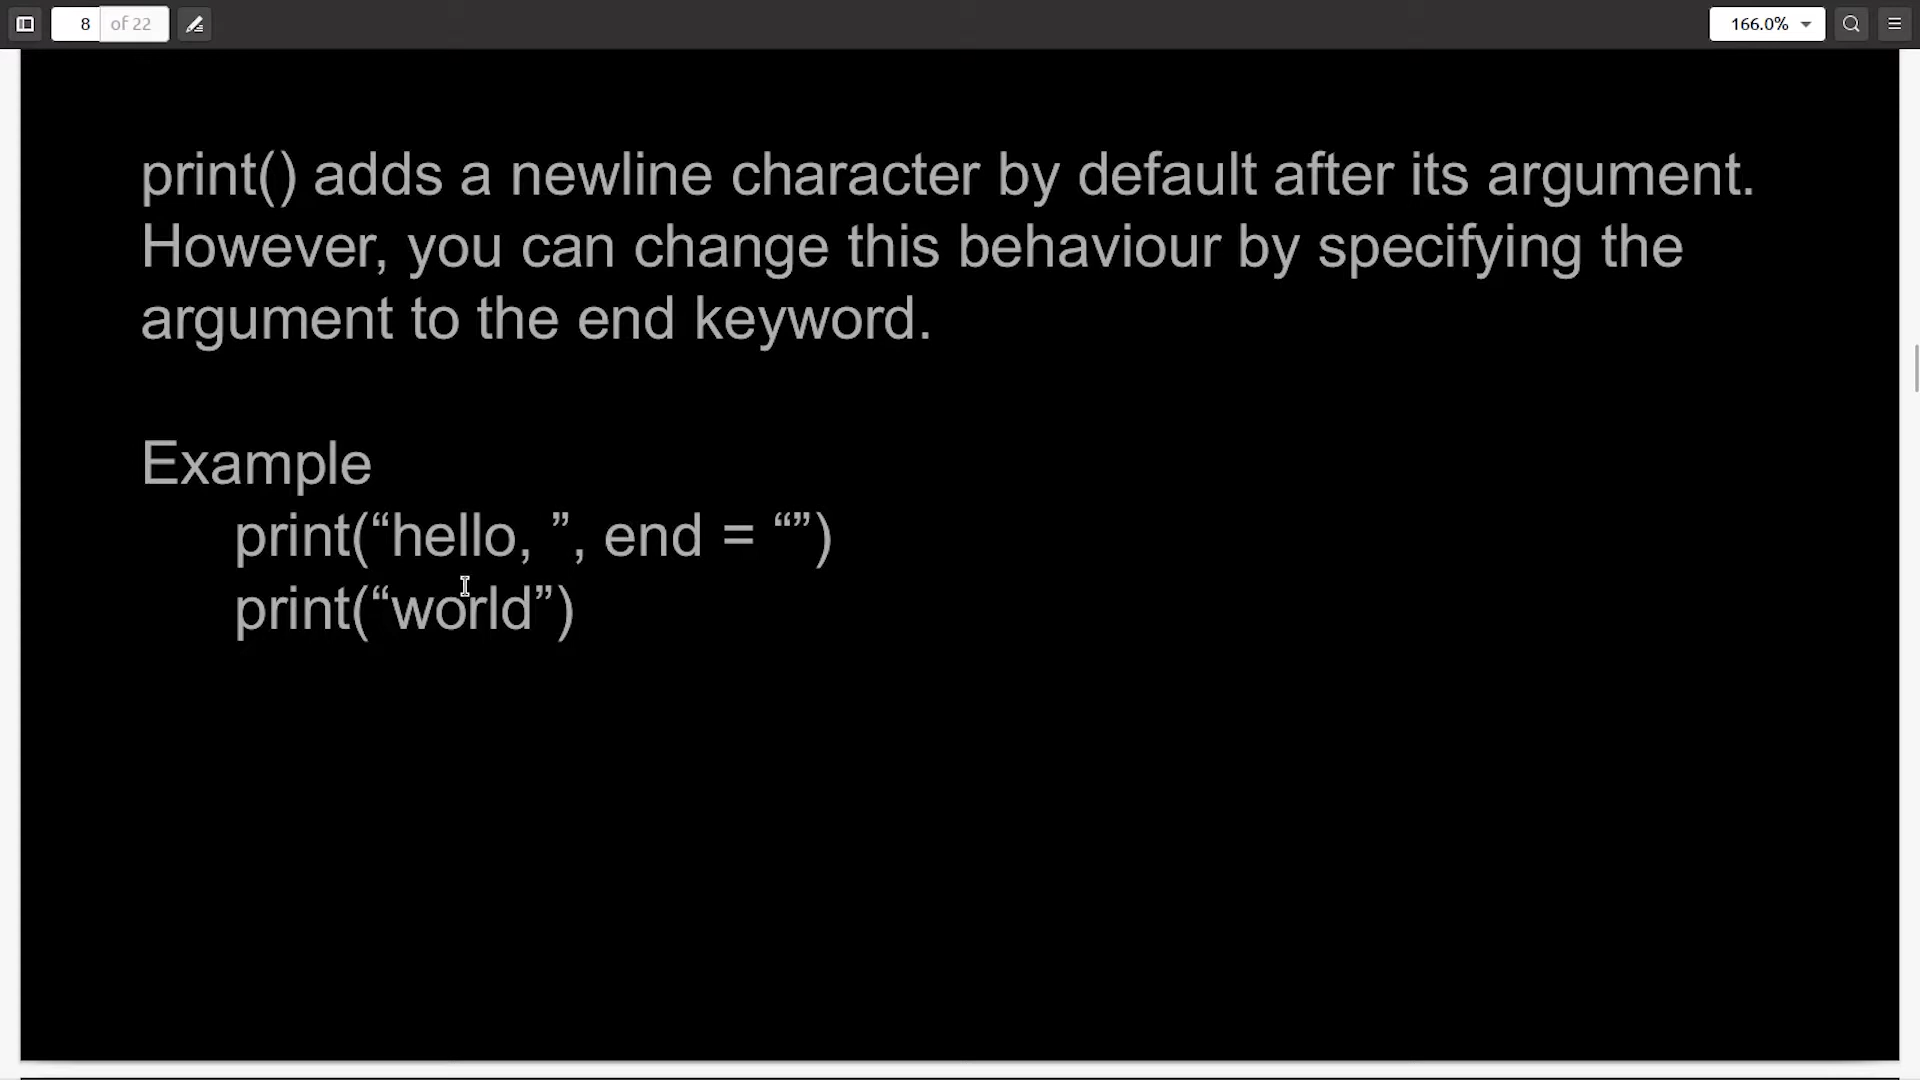 8 of 22
166.0%
print() adds a newline character by default after its argument.
However, you can change this behaviour by specifying the
argument to the end keyword.
Example
print(“hello, ”, end = “”)
print(“world”)